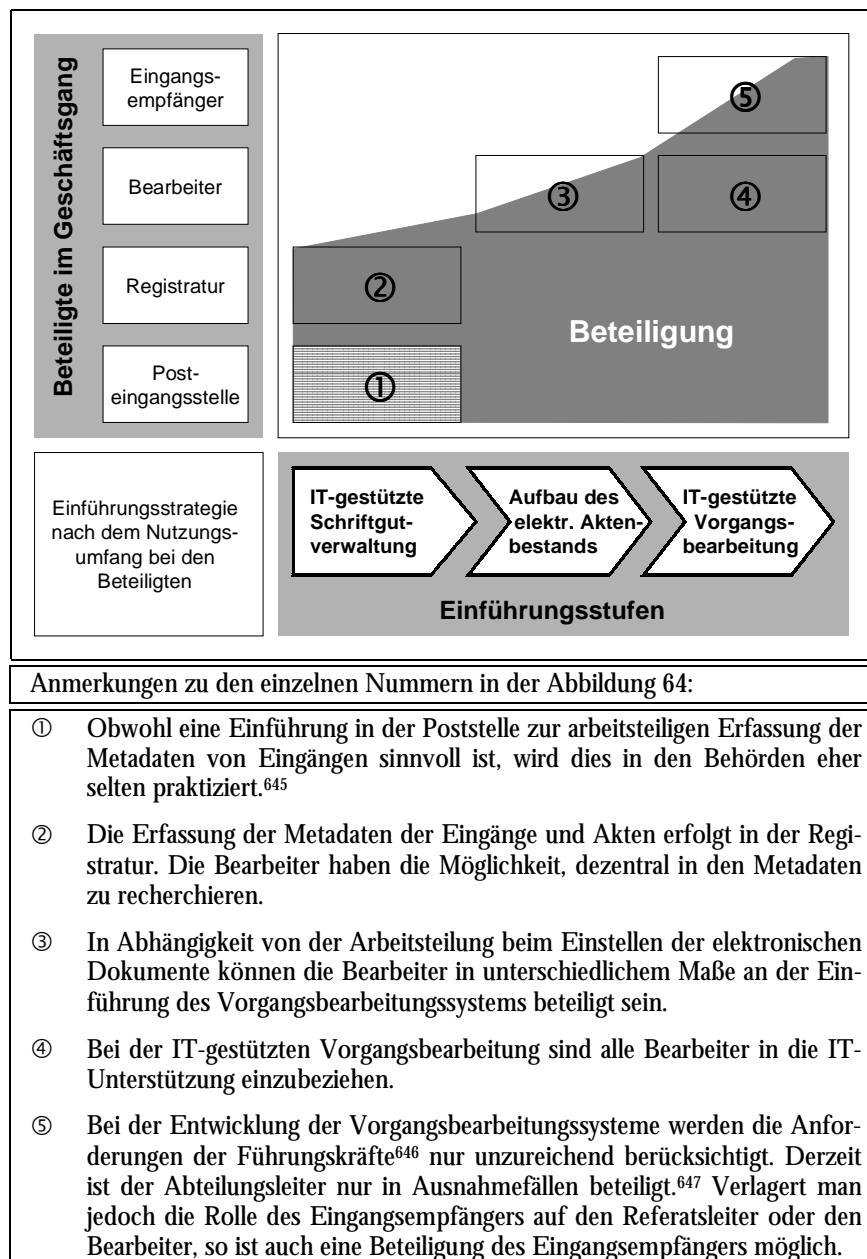 Beteiligte im Geschäftsgang
Eingangs-
empfänger
Bearbeiter
Registratur
Post-
eingangsstelle
⑤
③
④
②
Beteiligung
①
Einführungsstrategie
nach dem Nutzungs-
umfang bei den
Beteiligten
IT-gestützte
Schriftgut-
verwaltung
Aufbau des
elektr. Akten-
bestands
IT-gestützte
Vorgangs-
bearbeitung
Einführungsstufen
Anmerkungen zu den einzelnen Nummern in der Abbildung 64:
① Obwohl eine Einführung in der Poststelle zur arbeitsteiligen Erfassung der
Metadaten von Eingängen sinnvoll ist, wird dies in den Behörden eher
selten praktiziert.645
② Die Erfassung der Metadaten der Eingänge und Akten erfolgt in der Regi-
stratur. Die Bearbeiter haben die Möglichkeit, dezentral in den Metadaten
zu recherchieren.
③ In Abhängigkeit von der Arbeitsteilung beim Einstellen der elektronischen
Dokumente können die Bearbeiter in unterschiedlichem Maße an der Ein-
führung des Vorgangsbearbeitungssystems beteiligt sein.
④ Bei der IT-gestützten Vorgangsbearbeitung sind alle Bearbeiter in die IT-
Unterstützung einzubeziehen.
⑤ Bei der Entwicklung der Vorgangsbearbeitungssysteme werden die Anfor-
derungen der Führungskräfte646 nur unzureichend berücksichtigt. Derzeit
ist der Abteilungsleiter nur in Ausnahmefällen beteiligt.647 Verlagert man
jedoch die Rolle des Eingangsempfängers auf den Referatsleiter oder den
Bearbeiter, so ist auch eine Beteiligung des Eingangsempfängers möglich.